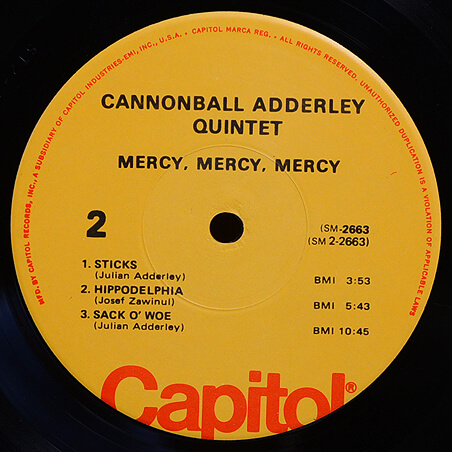 MFD. BY CAPITOL RECORDS, INC., A SUBSIDIARY OF CAPITOL INDUSTRIES-EMI, INC., U.S.A. • CAPITOL MARCA REG. • ALL RIGHTS RESERVED. UNAUTHORIZED DUPLICATION IS A VIOLATION OF APPLICABLE LAWS
CANNONBALL ADDERLEY
QUINTET
MERCY, MERCY, MERCY
2
(SM-2663
(SM 2-2663)
1. STICKS
(Julian Adderley) BMI 3:53
2. HIPPODELPHIA
(Josef Zawinul) BMI 5:43
3. SACK O' WOE
(Julian Adderley) BMI 10:45
Capitol®